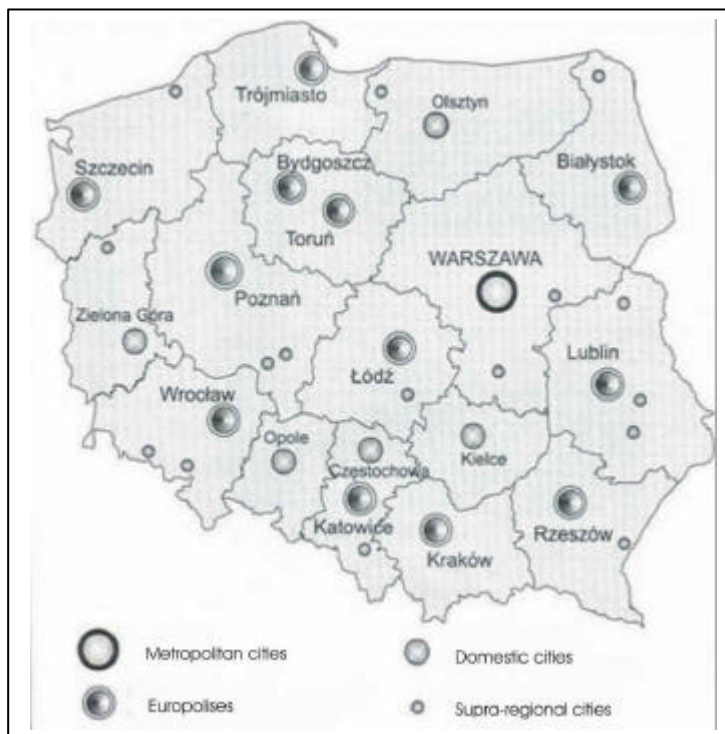 Trójmiasto
Olsztyn
Szczecin
Bydgoszcz
Białystok
Toruń
WARSZAWA
Poznań
Zielona Góra
Łódź
Lublin
Wrocław
Opole
Częstochowa
Kielce
Katowice
Kraków
Rzeszów
Metropolitan cities
Domestic cities
Europolises
Supra-regional cities